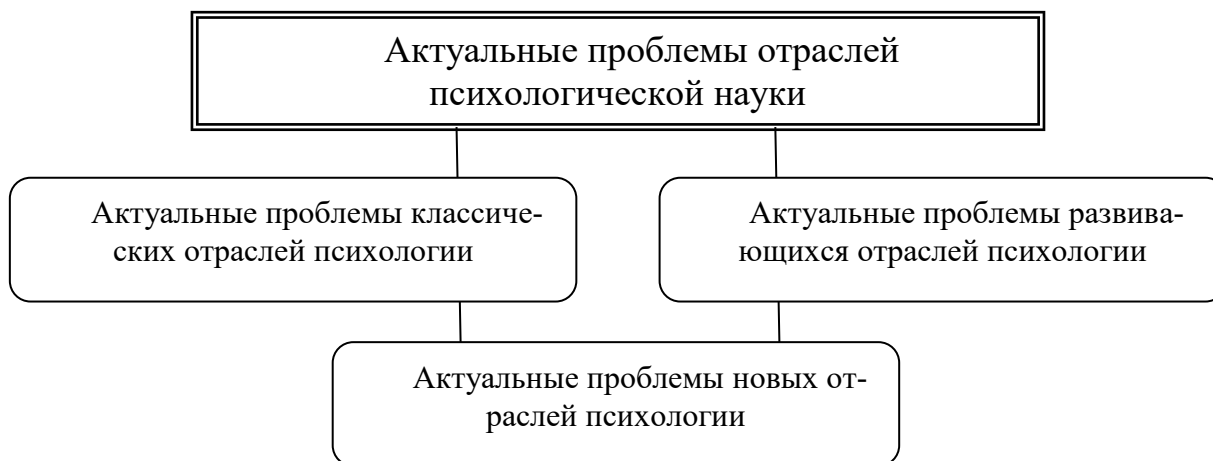 Актуальные проблемы отраслей
психологической науки
Актуальные проблемы классиче-
ских отраслей психологии
Актуальные проблемы развива-
ющихся отраслей психологии
Актуальные проблемы новых от-
раслей психологии